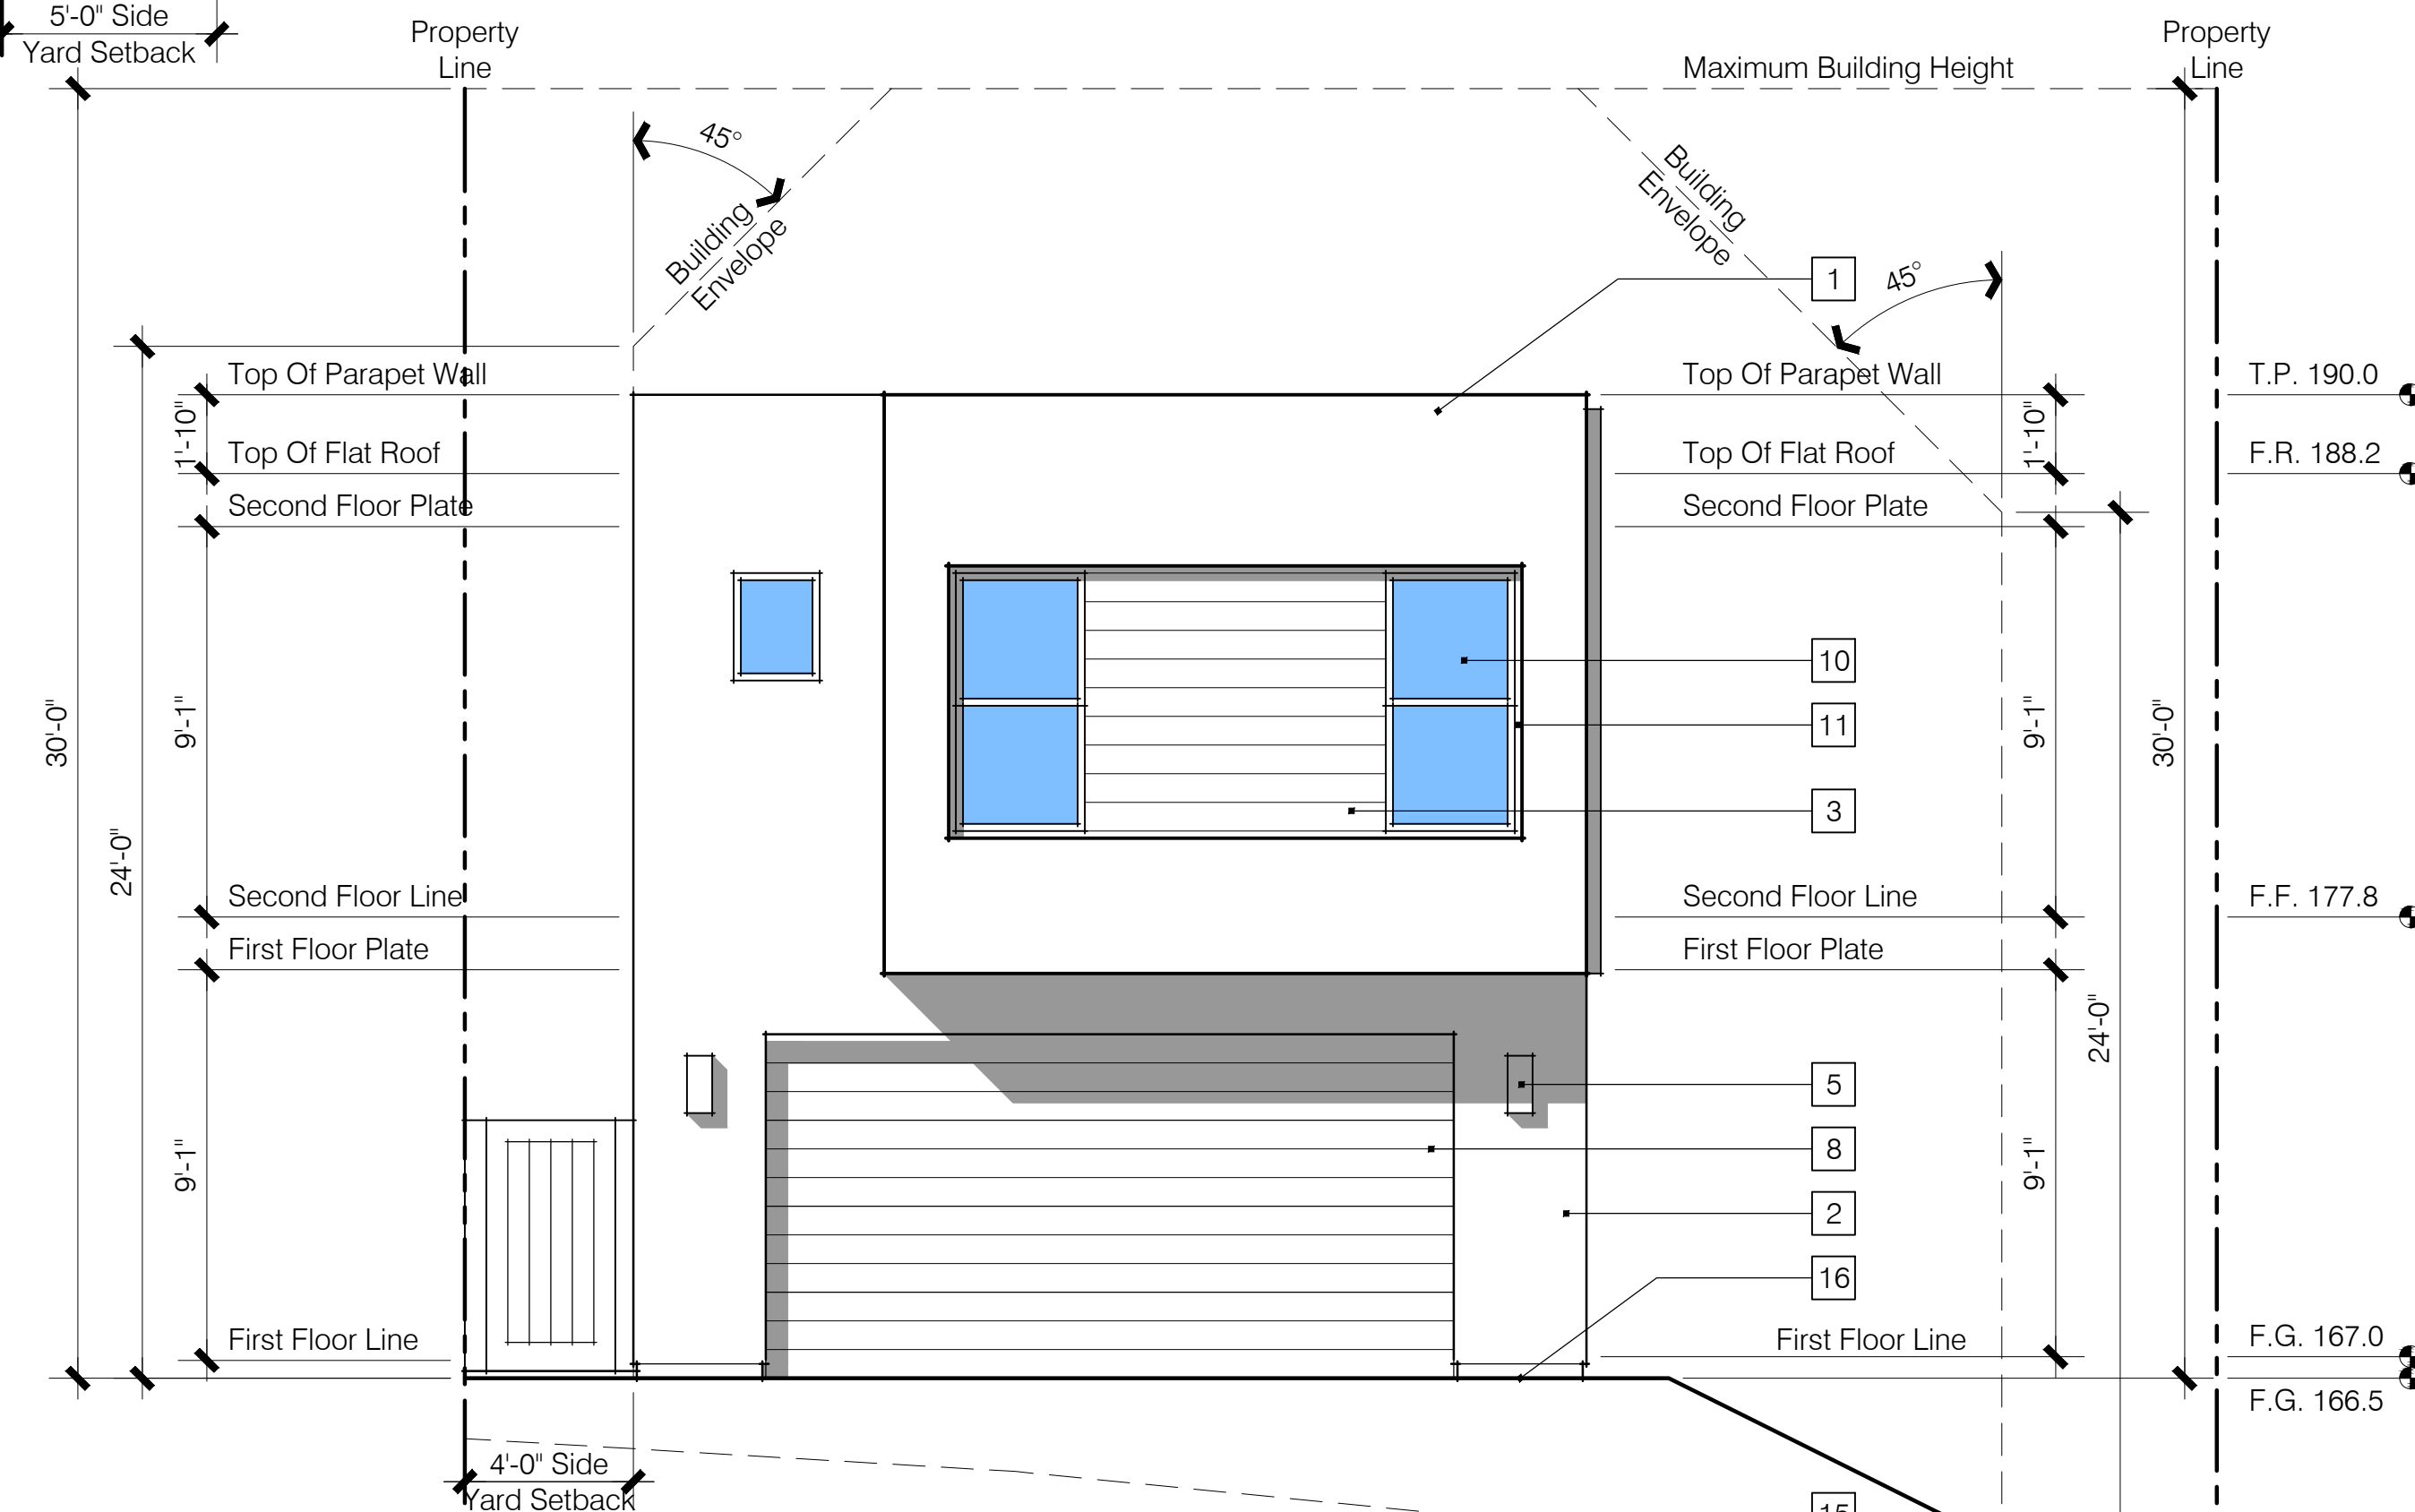 5'-0" Side
Yard Setback
Property
Line
Maximum Building Height
Property
Line
45°
Building
Envelope
Building
Envelope
45°
1
Top Of Parapet Wall
Top Of Parapet Wall
T.P. 190.0
1'-10"
1'-10"
Top Of Flat Roof
Top Of Flat Roof
F.R. 188.2
Second Floor Plate
Second Floor Plate
10
30'-0"
9'-1"
11
9'-1"
30'-0"
3
24'-0"
Second Floor Line
Second Floor Line
F.F. 177.8
First Floor Plate
First Floor Plate
24'-0"
5
8
9'-1"
9'-1"
2
16
First Floor Line
First Floor Line
F.G. 167.0
F.G. 166.5
4'-0" Side
Yard Setback
15